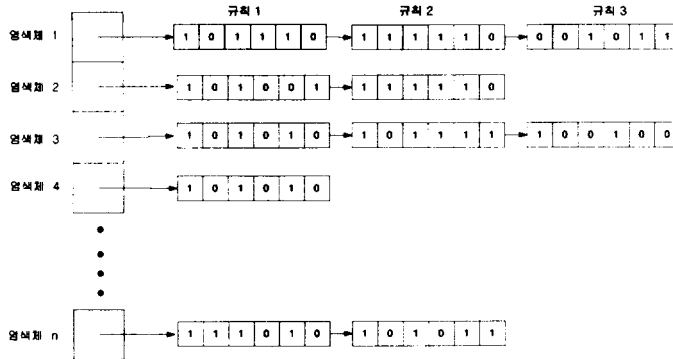 규칙 1 규칙 2 규칙 3
염색체 1 1 0 1 1 1 0 1 1 1 1 1 0 0 0 1 0 1 1
염색체 2 1 0 1 0 0 1 1 1 1 1 1 0
염색체 3 1 0 1 0 1 0 1 0 1 1 1 1 1 0 0 1 0 0
염색체 4 1 0 1 0 1 0
염색체 n 1 1 1 0 1 0 1 0 1 0 1 1